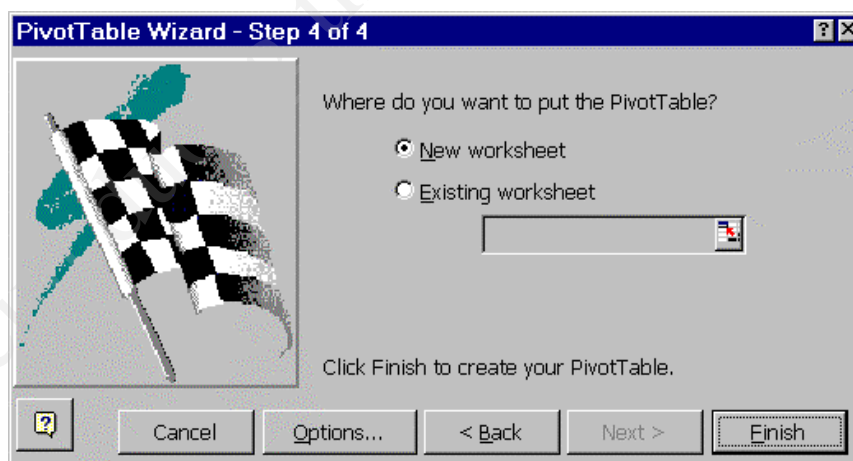 PivotTable Wizard - Step 4 of 4
Where do you want to put the PivotTable?
New worksheet
Existing worksheet
Click Finish to create your PivotTable.
Cancel
Options...
< Back
Next >
Finish